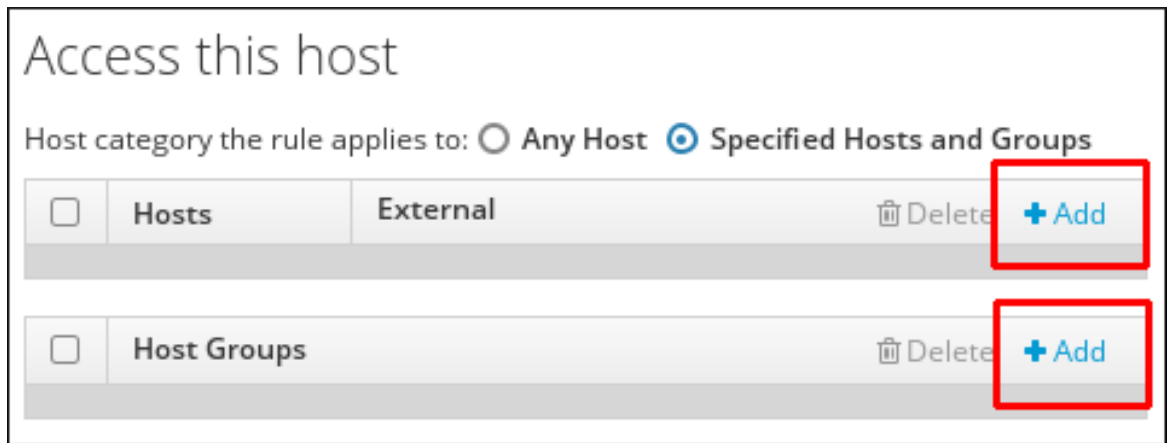 Access this host
Host category the rule applies to: Any Host Specified Hosts and Groups
Hosts External Delete Add
Host Groups Delete Add